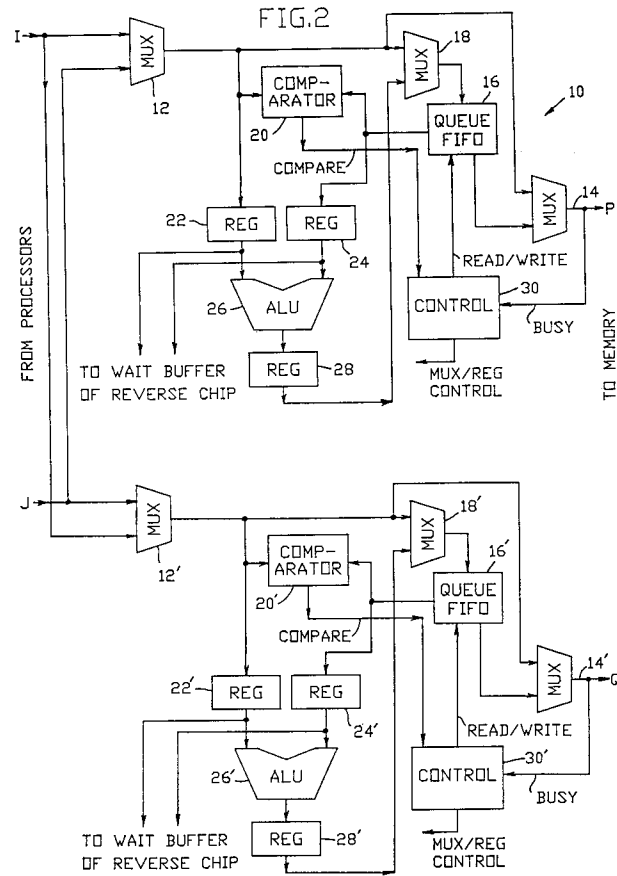 FIG.2
I
MUX
12
18
MUX
COMP-
ARATOR
20
16
QUEUE
FIFO
10
COMPARE
MUX
14
P
22
REG
REG
24
READ/WRITE
FROM PROCESSORS
26
ALU
30
CONTROL
BUSY
TO MEMORY
TO WAIT BUFFER
OF REVERSE CHIP
REG
28
MUX/REG
CONTROL
J
MUX
12'
MUX
18'
COMP-
ARATOR
20'
16'
QUEUE
FIFO
COMPARE
MUX
14'
Q
22'
REG
REG
24'
READ/WRITE
26'
ALU
30'
CONTROL
BUSY
TO WAIT BUFFER
OF REVERSE CHIP
REG
28'
MUX/REG
CONTROL